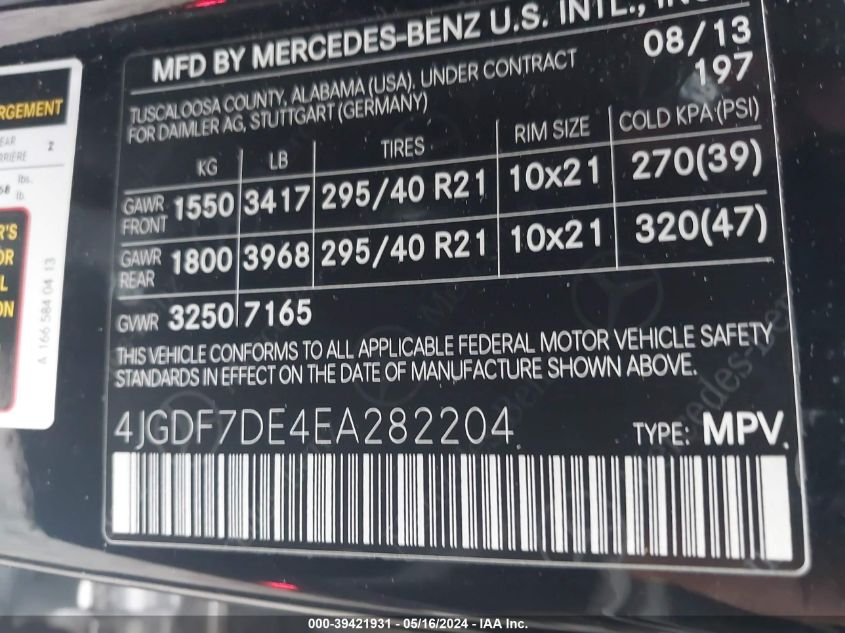 MFD BY MERCEDES-BENZ U.S. INTL., INC
08/13
197
TUSCALOOSA COUNTY, ALABAMA (USA). UNDER CONTRACT
FOR DAIMLER AG, STUTTGART (GERMANY)
KG LB TIRES RIM SIZE COLD KPA (PSI)
GAWR FRONT 1550 3417 295/40 R21 10x21 270(39)
GAWR REAR 1800 3968 295/40 R21 10x21 320(47)
GVWR 3250 7165
THIS VEHICLE CONFORMS TO ALL APPLICABLE FEDERAL MOTOR VEHICLE SAFETY
STANDARDS IN EFFECT ON THE DATE OF MANUFACTURE SHOWN ABOVE.
4JGDF7DE4EA282204 TYPE: MPV.
A 166 584 04 13
000-39421931 - 05/16/2024 - IAA Inc.